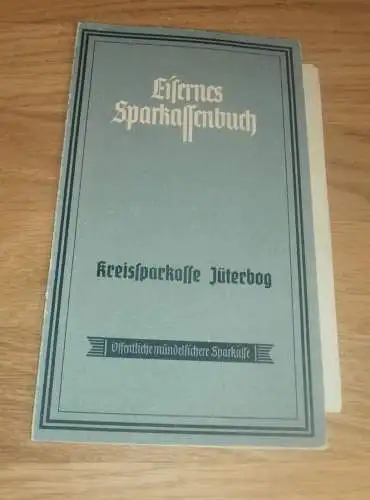 Eisernes
Sparkassenbuch
Kreissparkasse Jüterbog
Öffentliche mündelsichere Sparkasse